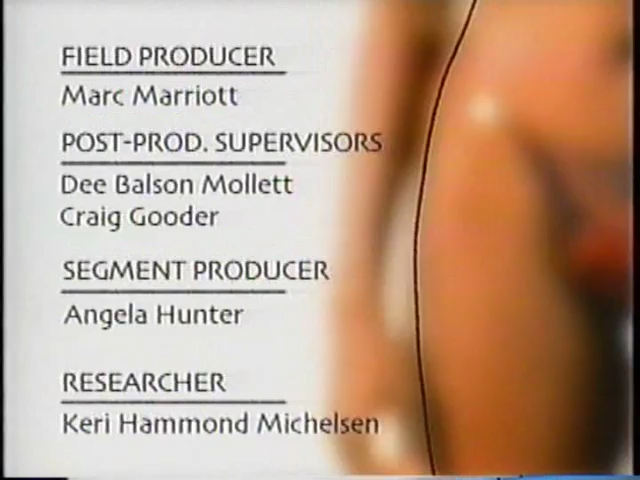 FIELD PRODUCER
Marc Marriott
POST-PROD. SUPERVISORS
Dee Balson Mollett
Craig Gooder
SEGMENT PRODUCER
Angela Hunter
RESEARCHER
Keri Hammond Michelsen